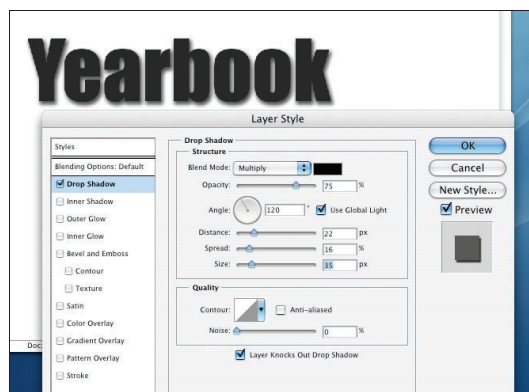 Yearbook
Layer Style
Styles
Blending Options: Default
Drop Shadow
Inner Shadow
Outer Glow
Inner Glow
Bevel and Emboss
Contour
Texture
Satin
Color Overlay
Gradient Overlay
Pattern Overlay
Stroke
Drop Shadow
Structure
Blend Mode: Multiply
Opacity: 75 %
Angle: 120 ° Use Global Light
Distance: 22 px
Spread: 16 %
Size: 35 px
Quality
Contour: Anti-aliased
Noise: 0 %
Layer Knocks Out Drop Shadow
OK
Cancel
New Style...
Preview
Doc: